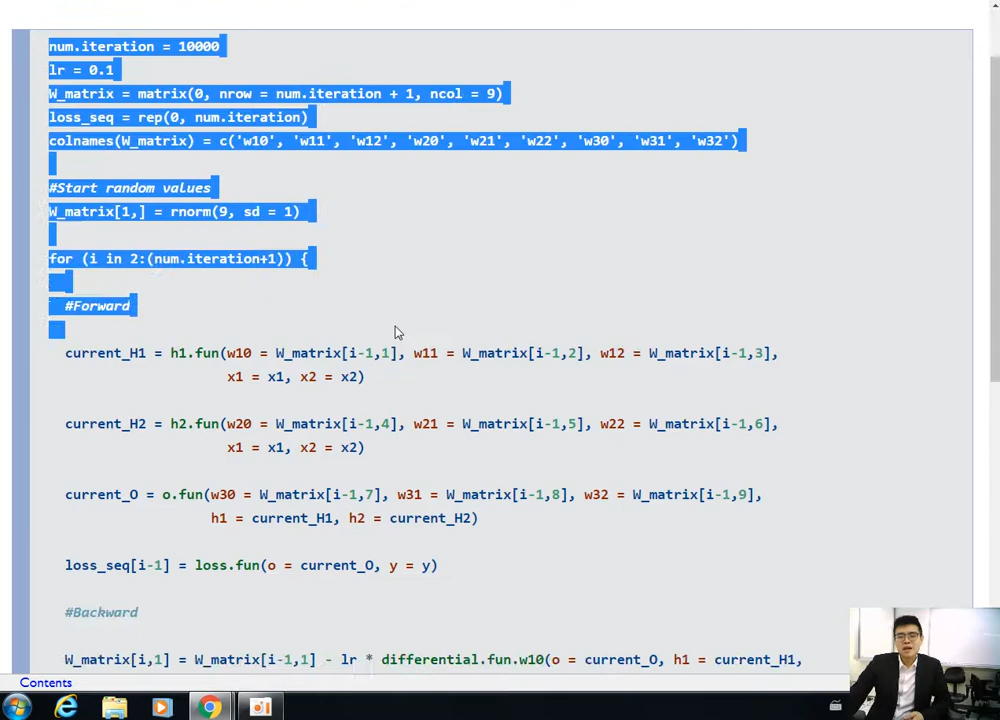 num.iteration = 10000
lr = 0.1
W_matrix = matrix(0, nrow = num.iteration + 1, ncol = 9)
loss_seq = rep(0, num.iteration)
colnames(W_matrix) = c('w10', 'w11', 'w12', 'w20', 'w21', 'w22', 'w30', 'w31', 'w32')
#Start random values
W_matrix[1,] = rnorm(9, sd = 1)
for (i in 2:(num.iteration+1)) {
#Forward
current_H1 = h1.fun(w10 = W_matrix[i-1,1], w11 = W_matrix[i-1,2], w12 = W_matrix[i-1,3],
x1 = x1, x2 = x2)
current_H2 = h2.fun(w20 = W_matrix[i-1,4], w21 = W_matrix[i-1,5], w22 = W_matrix[i-1,6],
x1 = x1, x2 = x2)
current_O = o.fun(w30 = W_matrix[i-1,7], w31 = W_matrix[i-1,8], w32 = W_matrix[i-1,9],
h1 = current_H1, h2 = current_H2)
loss_seq[i-1] = loss.fun(o = current_O, y = y)
#Backward
W_matrix[i,1] = W_matrix[i-1,1] - lr * differential.fun.w10(o = current_O, h1 = current_H1,
Contents